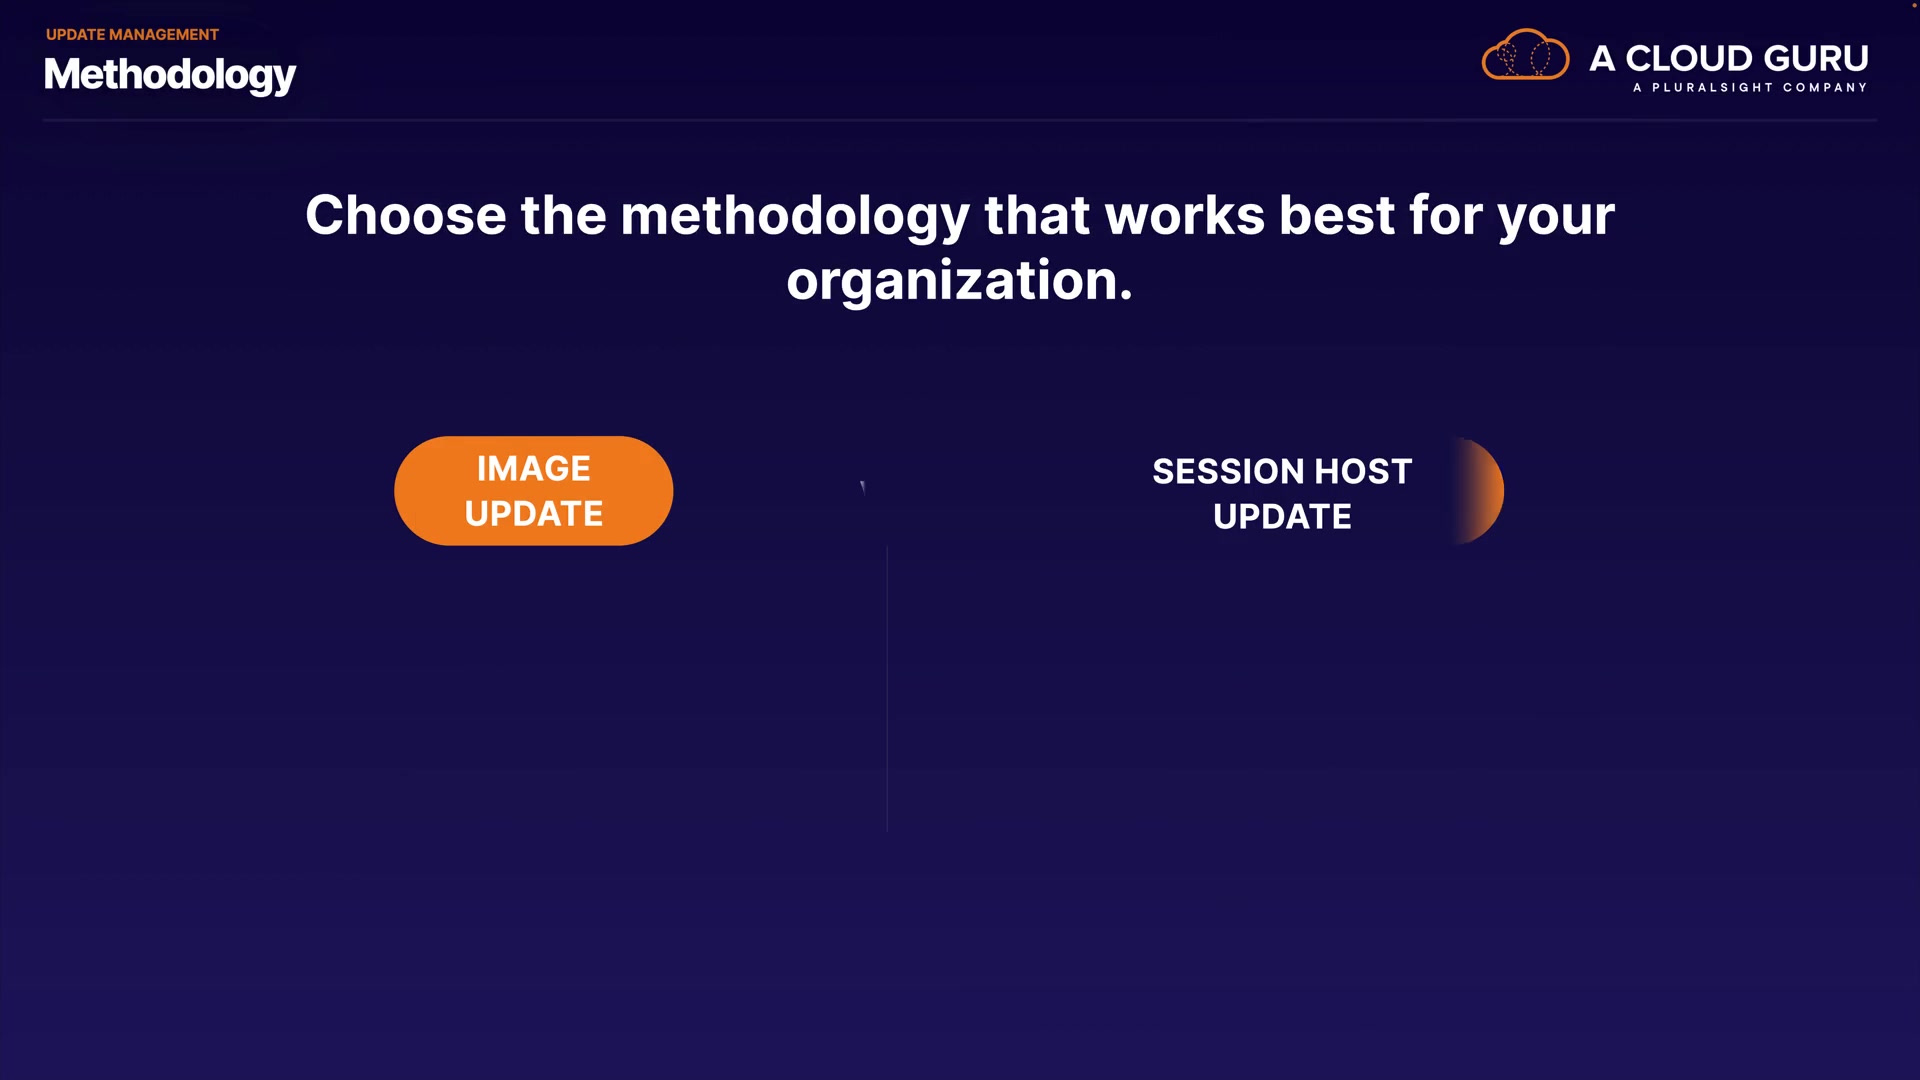 UPDATE MANAGEMENT
Methodology
A CLOUD GURU
A PLURALSIGHT COMPANY
Choose the methodology that works best for your
organization.
IMAGE
UPDATE
SESSION HOST
UPDATE